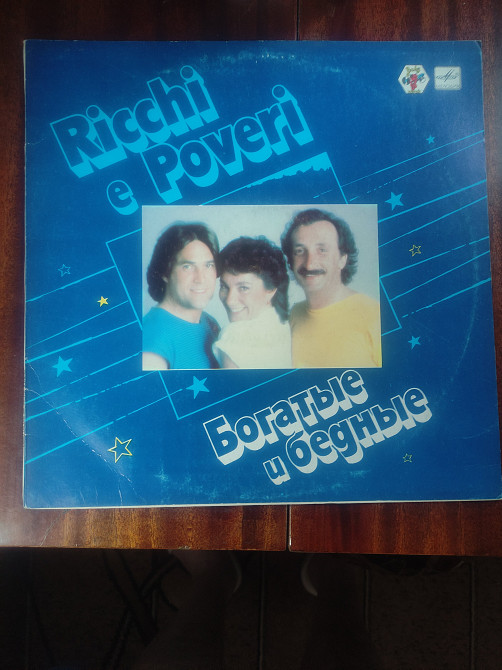 Ricchi
e Poveri
Богатые
и бедные